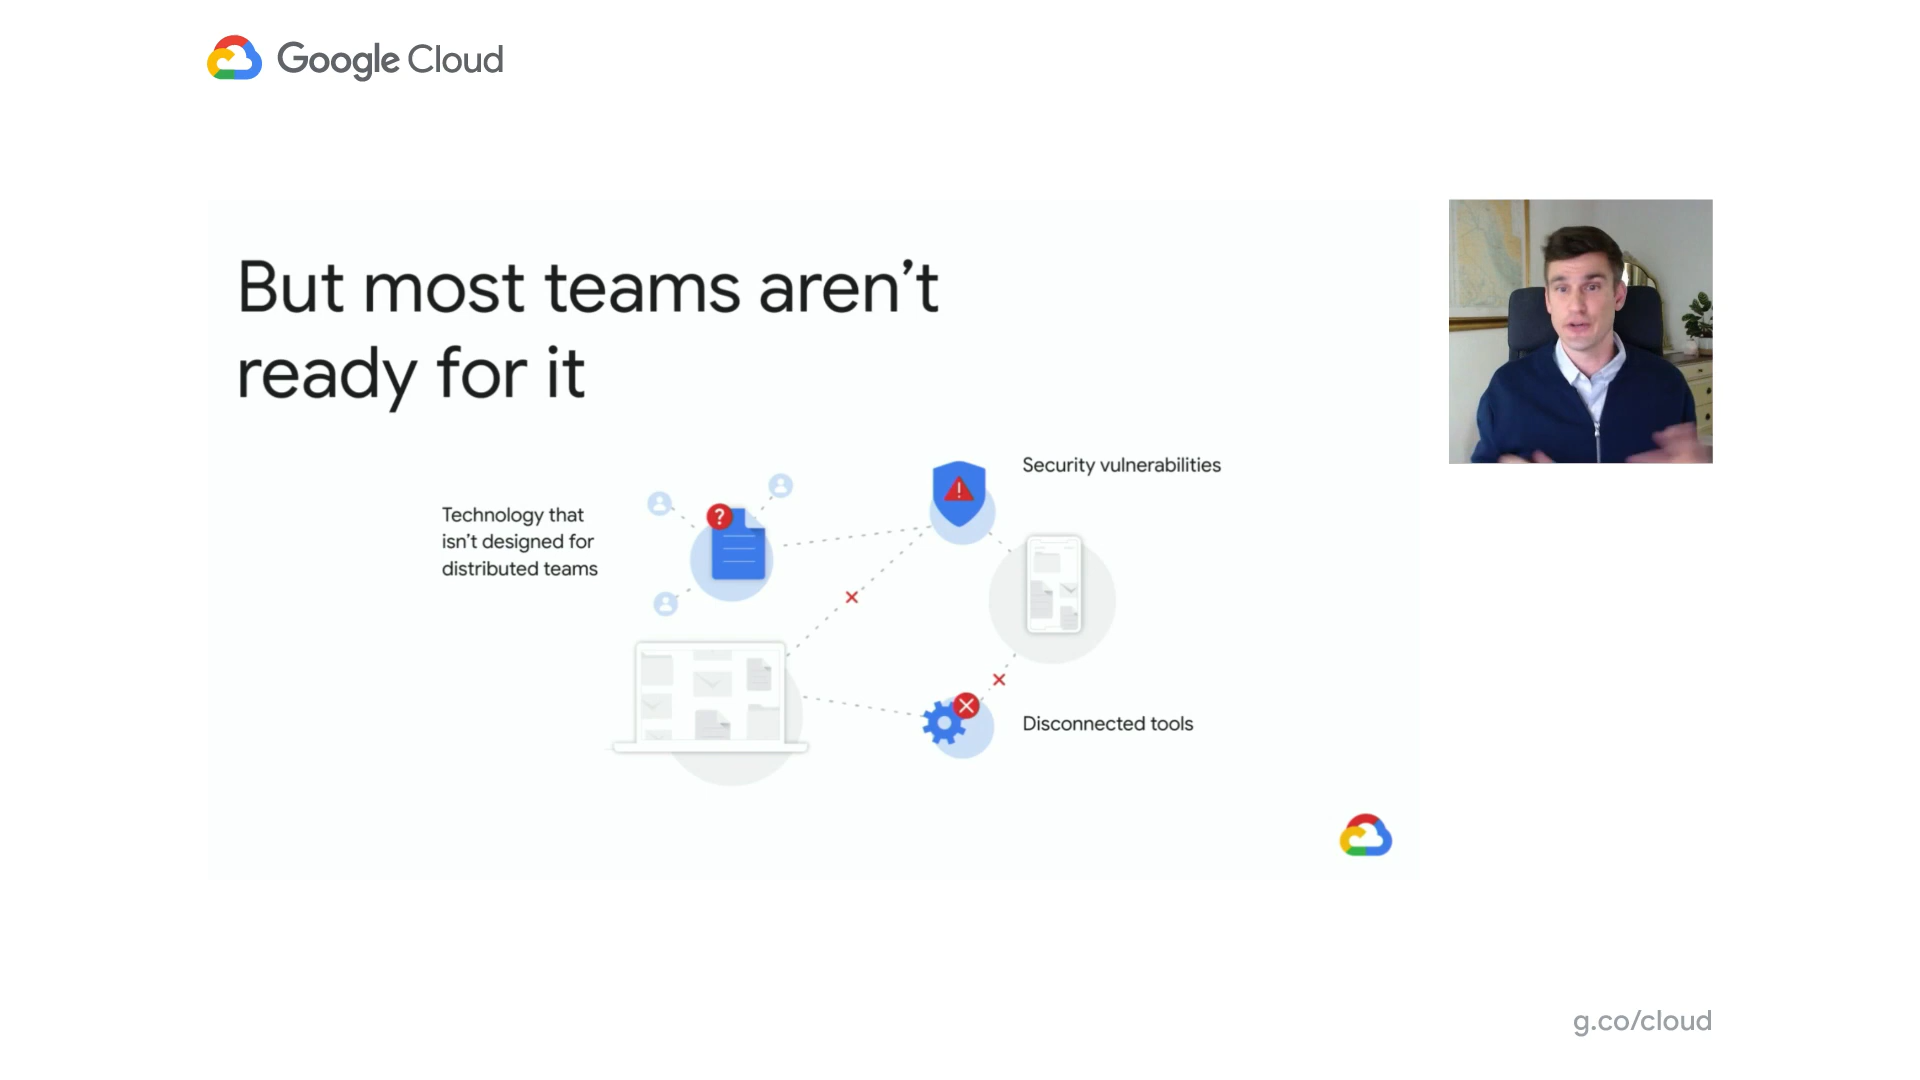 Google Cloud
But most teams aren’t
ready for it
Security vulnerabilities
Technology that
isn’t designed for
distributed teams
Disconnected tools
g.co/cloud